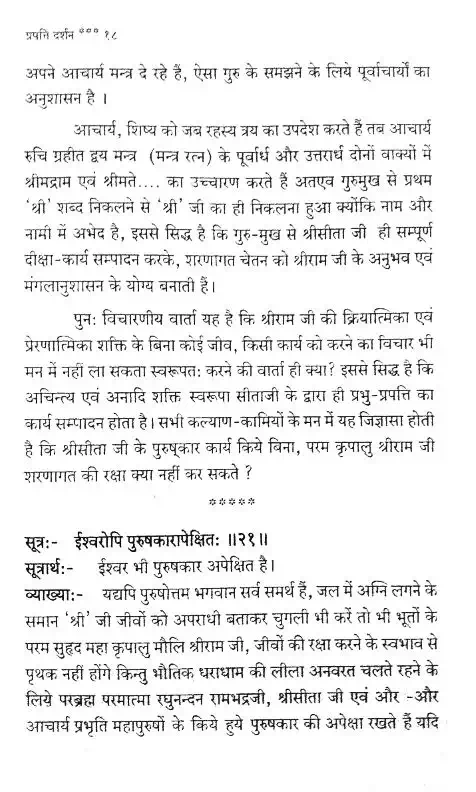 प्रपत्ति दर्शन *** १८
अपने आचार्य मन्त्र दे रहे हैं, ऐसा गुरु के समझने के लिये पूर्वाचार्यों का
अनुशासन है ।
आचार्य, शिष्य को जब रहस्य त्रय का उपदेश करते हैं तब आचार्य
रुचि ग्रहीत द्वय मन्त्र (मन्त्र रत्न) के पूर्वार्ध और उत्तरार्ध दोनों वाक्यों में
श्रीमद्राम एवं श्रीमते.... का उच्चारण करते हैं अतएव गुरुमुख से प्रथम
'श्री' शब्द निकलने से 'श्री' जी का ही निकलना हुआ क्योंकि नाम और
नामी में अभेद है, इससे सिद्ध है कि गुरु-मुख से श्रीसीता जी ही सम्पूर्ण
दीक्षा-कार्य सम्पादन करके, शरणागत चेतन को श्रीराम जी के अनुभव एवं
मंगलानुशासन के योग्य बनाती हैं।
पुनः विचारणीय वार्ता यह है कि श्रीराम जी की क्रियात्मिका एवं
प्रेरणात्मिका शक्ति के बिना कोई जीव, किसी कार्य को करने का विचार भी
मन में नहीं ला सकता स्वरूपतः करने की वार्ता ही क्या? इससे सिद्ध है कि
अचिन्त्य एवं अनादि शक्ति स्वरूपा सीताजी के द्वारा ही प्रभु-प्रपत्ति का
कार्य सम्पादन होता है। सभी कल्याण-कामियों के मन में यह जिज्ञासा होती
है कि श्रीसीता जी के पुरुष्कार कार्य किये विना, परम कृपालु श्रीराम जी
शरणागत की रक्षा क्या नहीं कर सकते ?
*****
सूत्रः- ईश्वरोपि पुरुषकारापेक्षितः ॥२१॥
सूत्रार्थः- ईश्वर भी पुरुषकार अपेक्षित है।
व्याख्याः- यद्यपि पुरुषोत्तम भगवान सर्व समर्थ हैं, जल में अग्नि लगने के
समान 'श्री' जी जीवों को अपराधी बताकर चुगली भी करें तो भी भूतों के
परम सुहृद महा कृपालु मौलि श्रीराम जी, जीवों की रक्षा करने के स्वभाव से
पृथक नहीं होंगे किन्तु भौतिक धराधाम की लीला अनवरत चलते रहने के
लिये परब्रह्म परमात्मा रघुनन्दन रामभद्रजी, श्रीसीता जी एवं और -और
आचार्य प्रभृति महापुरुषों के किये हुये पुरुषकार की अपेक्षा रखते हैं यदि